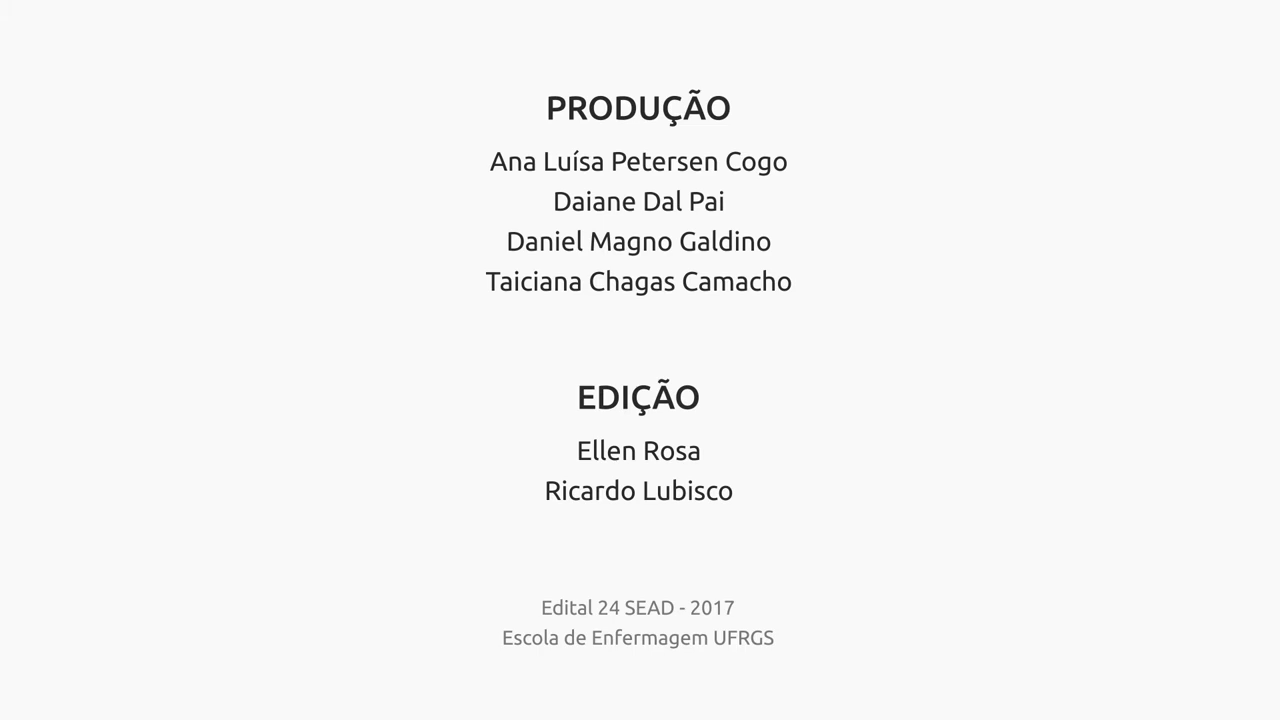 PRODUÇÃO
Ana Luísa Petersen Cogo
Daiane Dal Pai
Daniel Magno Galdino
Taiciana Chagas Camacho
EDIÇÃO
Ellen Rosa
Ricardo Lubisco
Edital 24 SEAD - 2017
Escola de Enfermagem UFRGS